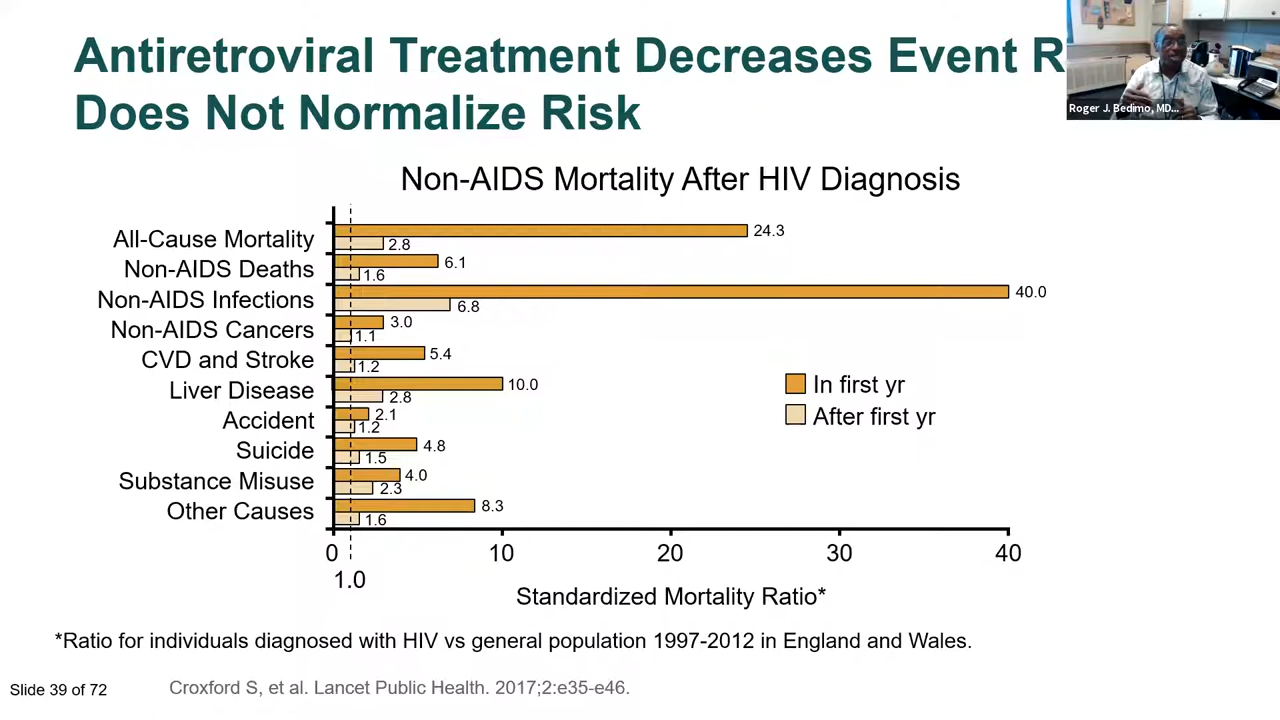 Antiretroviral Treatment Decreases Event R
Does Not Normalize Risk
Roger J. Bedimo, MD...
Non-AIDS Mortality After HIV Diagnosis
All-Cause Mortality 24.3
2.8
Non-AIDS Deaths 6.1
1.6
Non-AIDS Infections 40.0
6.8
Non-AIDS Cancers 3.0
1.1
CVD and Stroke 5.4
1.2
Liver Disease 10.0
2.8
Accident 2.1
1.2
Suicide 4.8
1.5
Substance Misuse 4.0
2.3
Other Causes 8.3
1.6
In first yr
After first yr
0 10 20 30 40
1.0
Standardized Mortality Ratio*
*Ratio for individuals diagnosed with HIV vs general population 1997-2012 in England and Wales.
Slide 39 of 72
Croxford S, et al. Lancet Public Health. 2017;2:e35-e46.